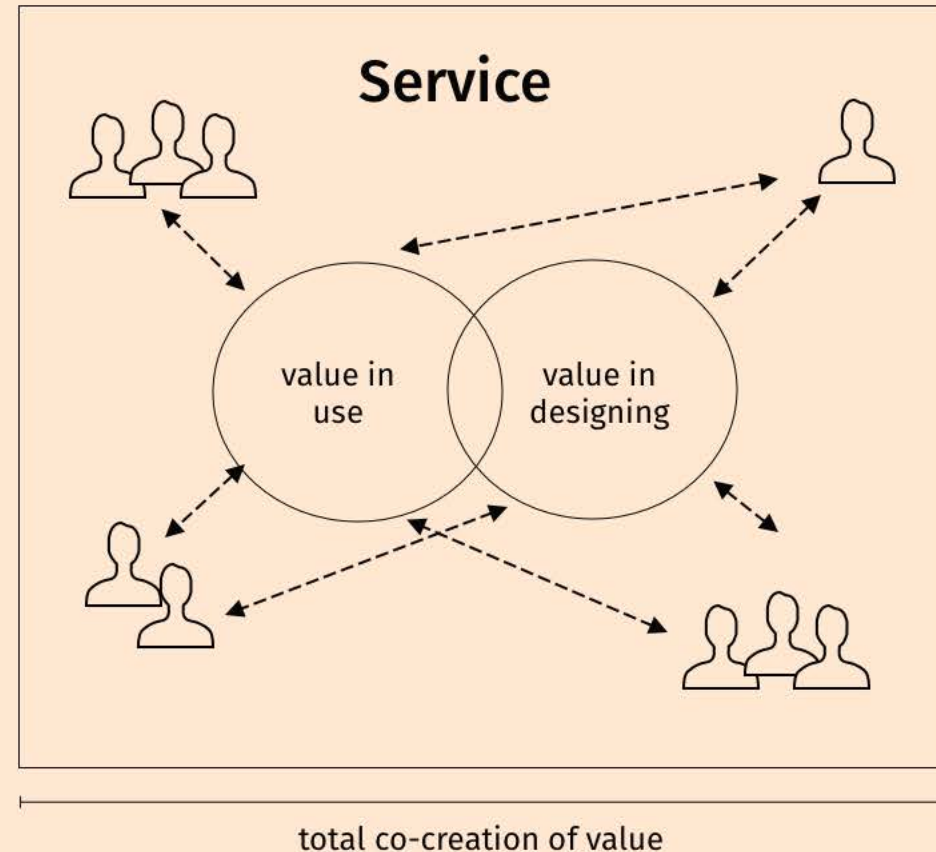 Service
value in
use
value in
designing
total co-creation of value